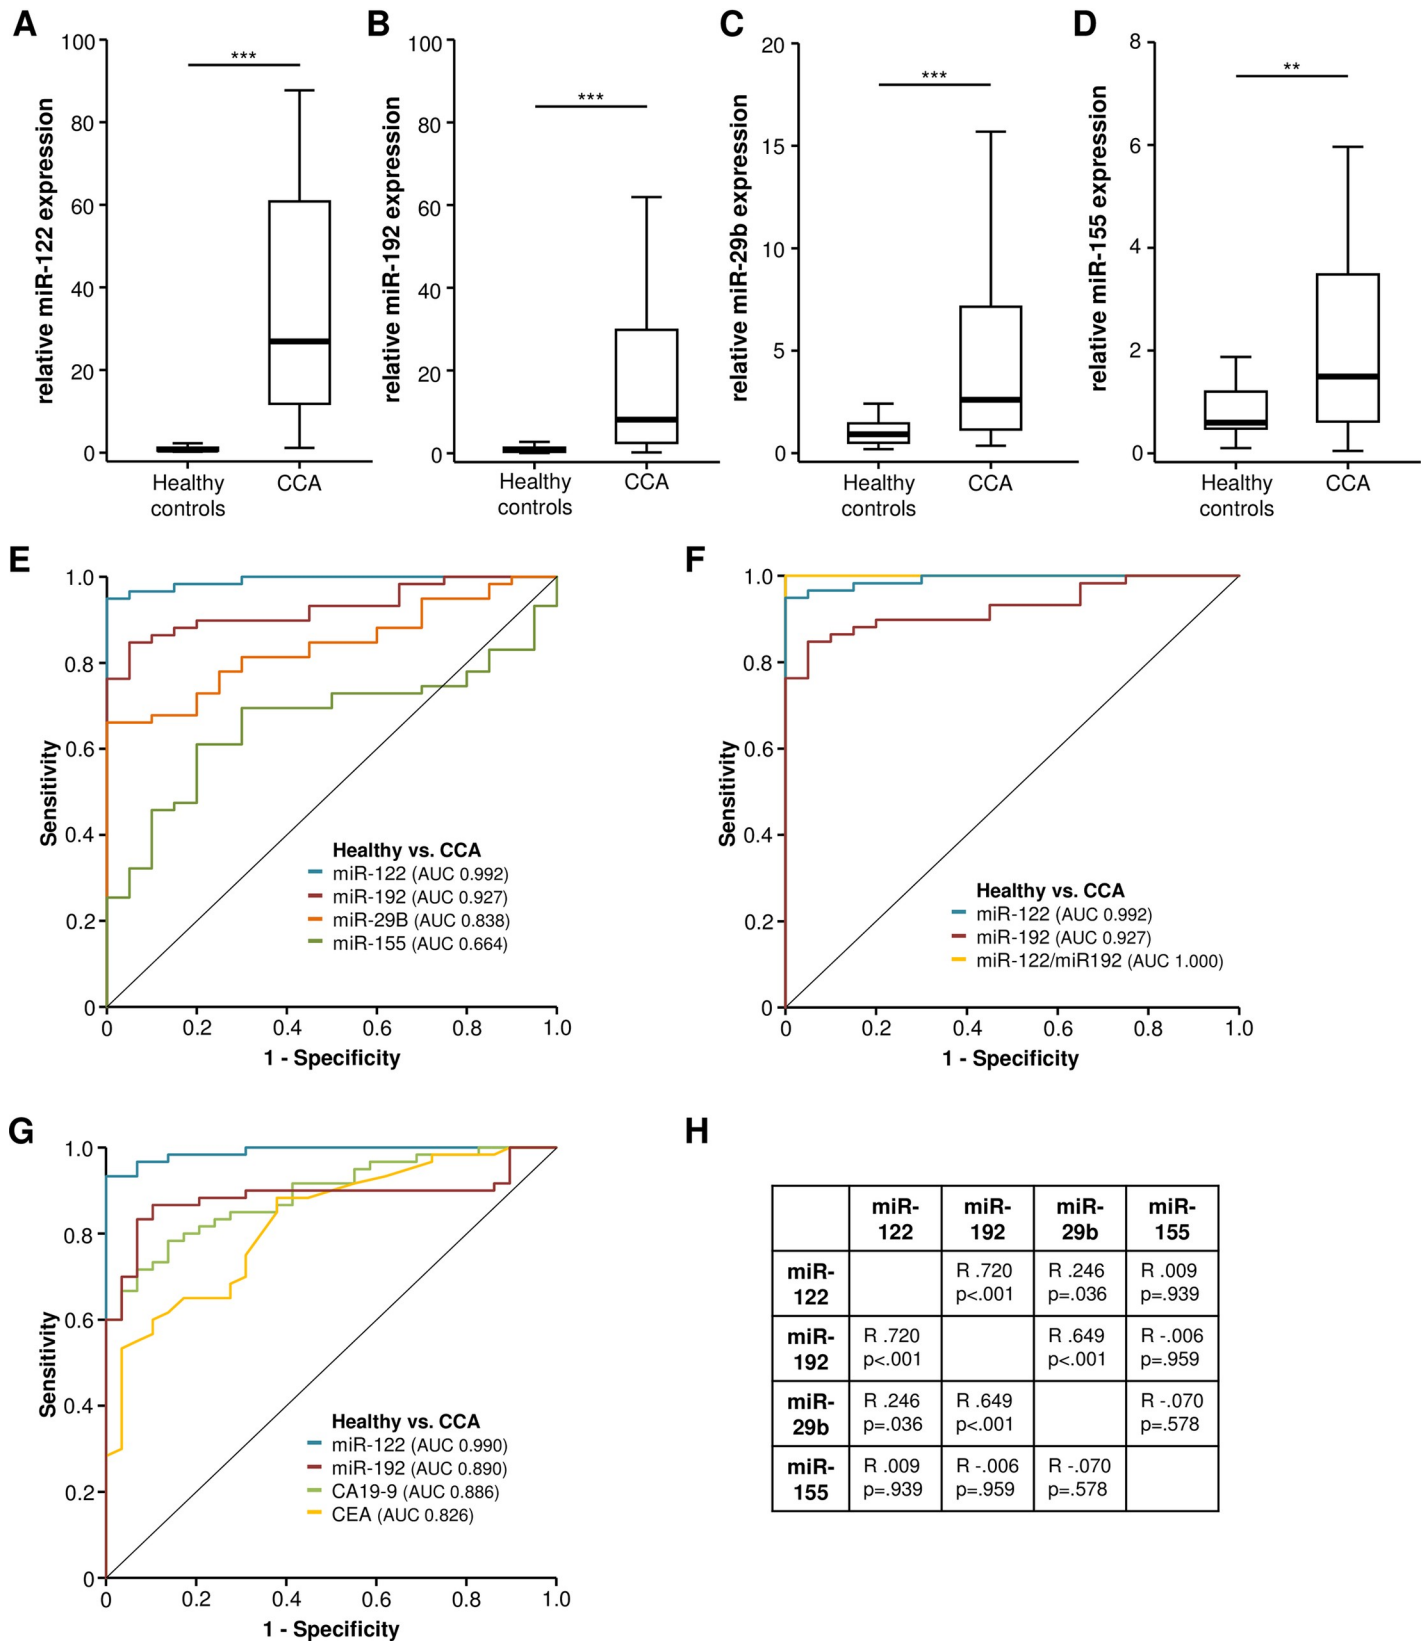 A
100
80
60
40
20
0
relative miR-122 expression
***
Healthy
controls
CCA
B
100
80
60
40
20
0
relative miR-192 expression
***
Healthy
controls
CCA
C
20
15
10
5
0
relative miR-29b expression
***
Healthy
controls
CCA
D
8
6
4
2
0
relative miR-155 expression
**
Healthy
controls
CCA
E
1.0
0.8
0.6
0.4
0.2
0
Sensitivity
Healthy vs. CCA
miR-122 (AUC 0.992)
miR-192 (AUC 0.927)
miR-29B (AUC 0.838)
miR-155 (AUC 0.664)
0 0.2 0.4 0.6 0.8 1.0
1 - Specificity
F
1.0
0.8
0.6
0.4
0.2
0
Sensitivity
Healthy vs. CCA
miR-122 (AUC 0.992)
miR-192 (AUC 0.927)
miR-122/miR192 (AUC 1.000)
0 0.2 0.4 0.6 0.8 1.0
1 - Specificity
G
1.0
0.8
0.6
0.4
0.2
0
Sensitivity
Healthy vs. CCA
miR-122 (AUC 0.990)
miR-192 (AUC 0.890)
CA19-9 (AUC 0.886)
CEA (AUC 0.826)
0 0.2 0.4 0.6 0.8 1.0
1 - Specificity
H
miR- miR- miR- miR-
122 192 29b 155
miR- R .720 R .246 R .009
122 p<.001 p=.036 p=.939
miR- R .720 R .649 R -.006
192 p<.001 p<.001 p=.959
miR- R .246 R .649 R -.070
29b p=.036 p<.001 p=.578
miR- R .009 R -.006 R -.070
155 p=.939 p=.959 p=.578